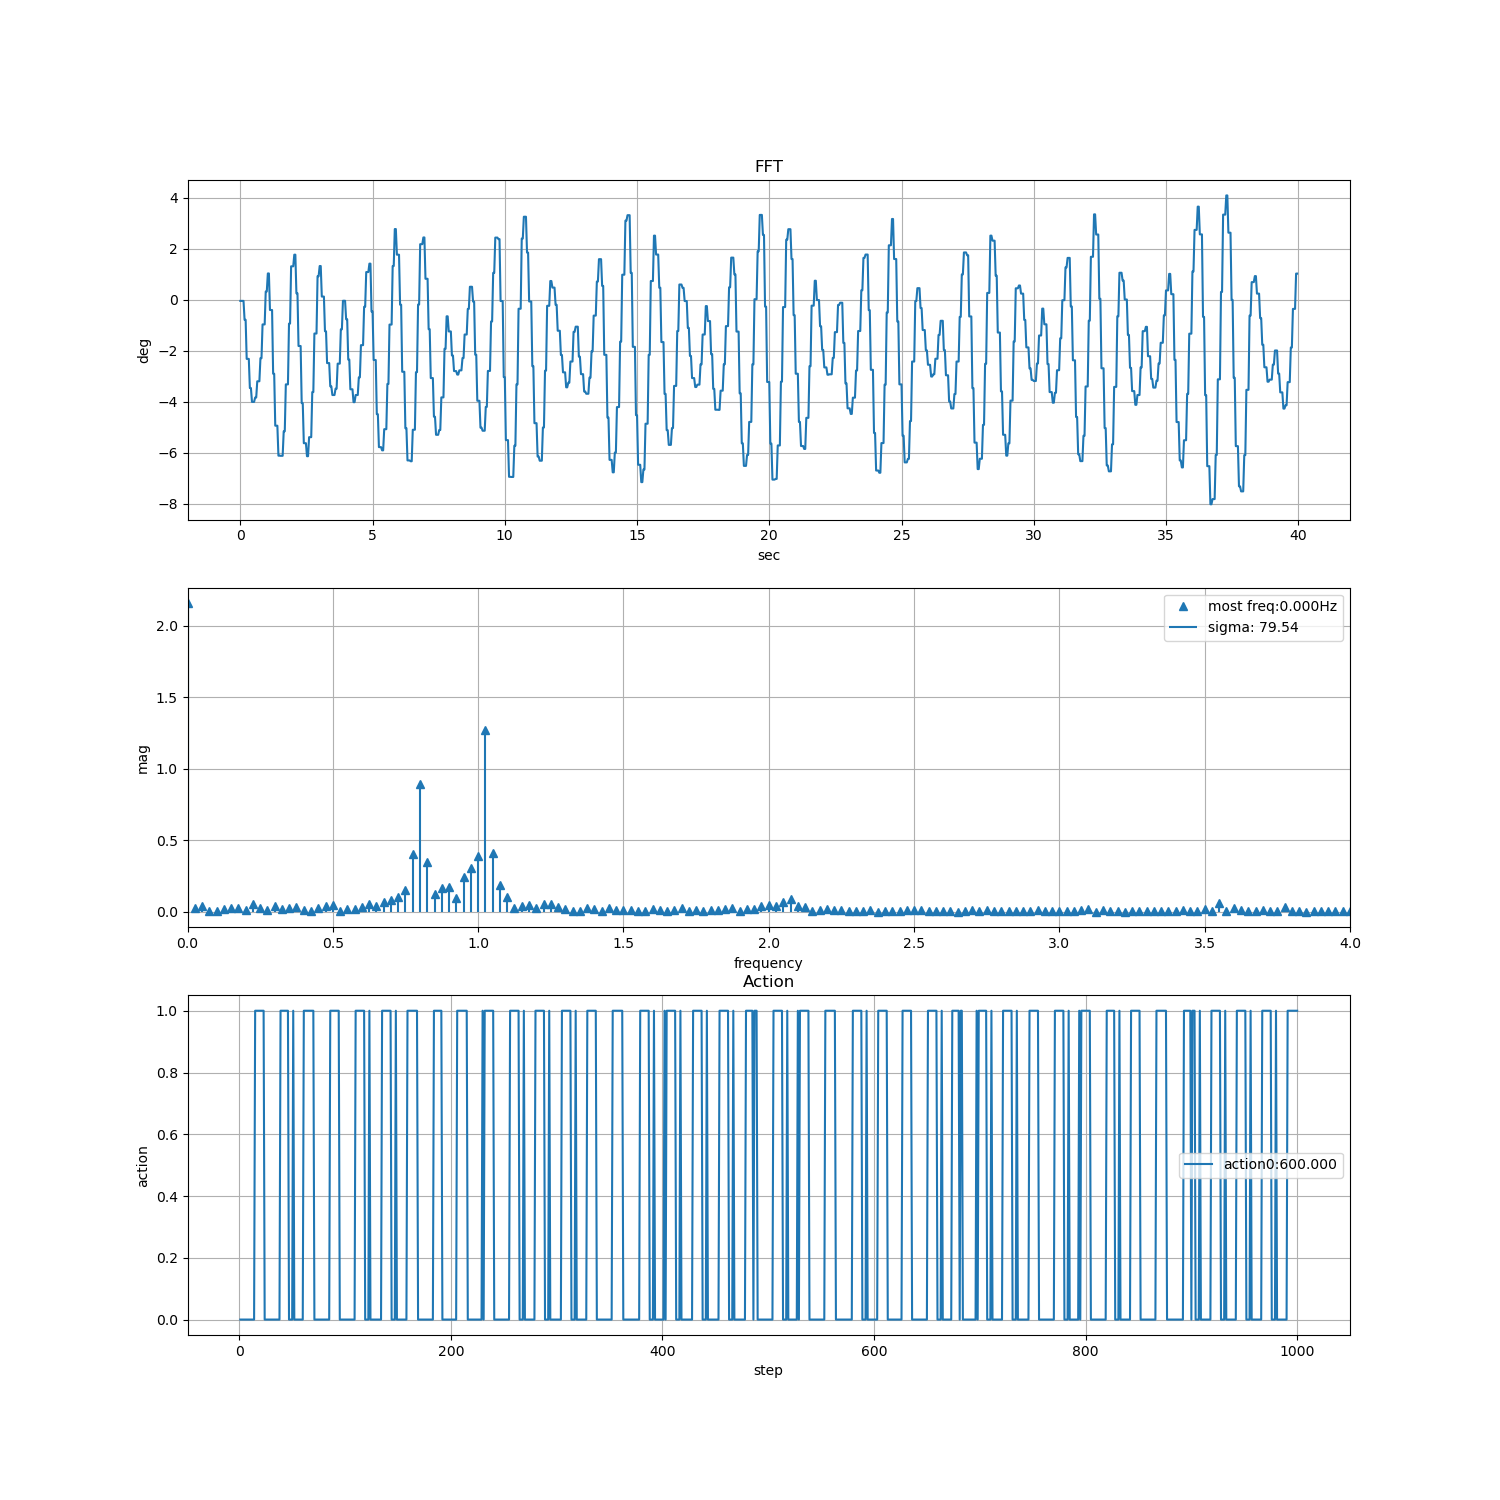 FFT
4
2
0
−2
−4
−6
−8
deg
0 5 10 15 20 25 30 35 40
sec
most freq:0.000Hz
sigma: 79.54
2.0
1.5
1.0
0.5
0.0
mag
0.0 0.5 1.0 1.5 2.0 2.5 3.0 3.5 4.0
frequency
Action
1.0
0.8
0.6
0.4
0.2
0.0
action
action0:600.000
0 200 400 600 800 1000
step